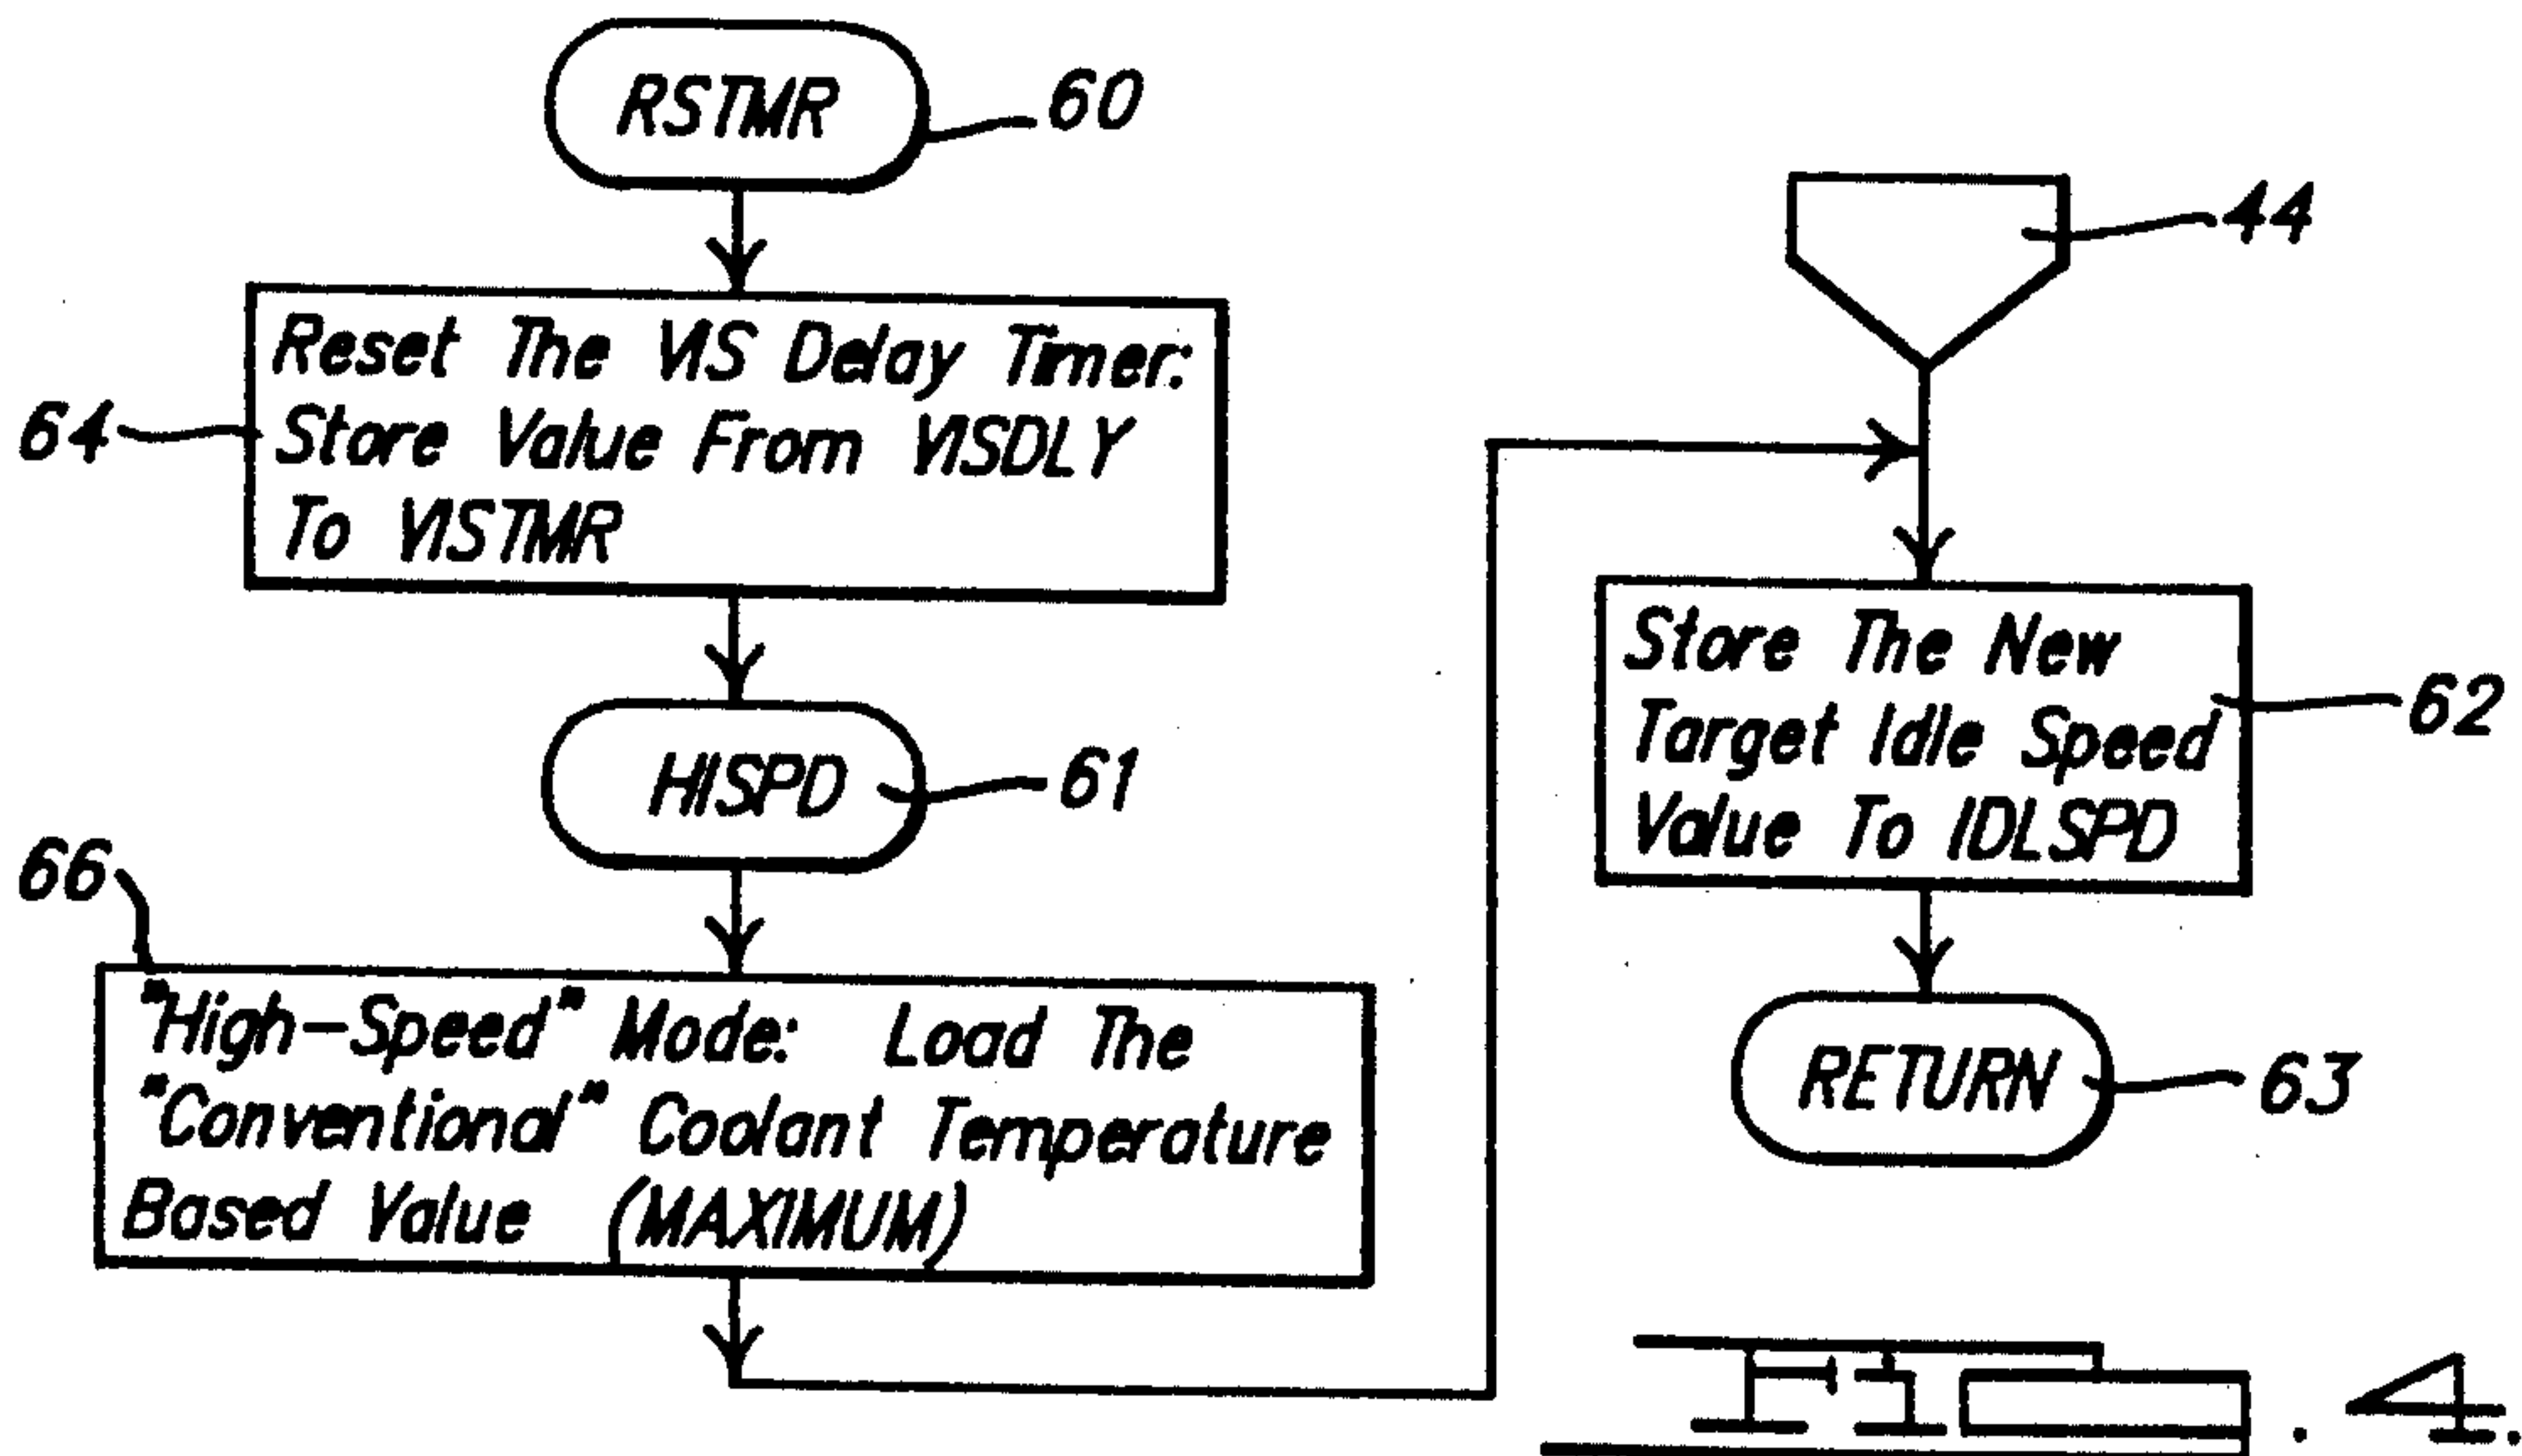 RSTMR
60
Reset The VIS Delay Timer:
Store Value From VISDLY
To VISTMR
64
HISPD
61
66
"High-Speed" Mode: Load The
"Conventional" Coolant Temperature
Based Value (MAXIMUM)
44
Store The New
Target Idle Speed
Value To IDLSPD
62
RETURN
63
FIG. 4.